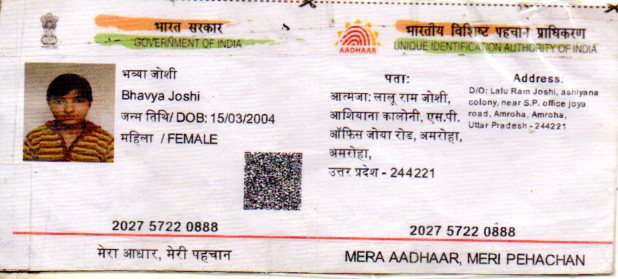 भारत सरकार
GOVERNMENT OF INDIA
भव्या जोशी
Bhavya Joshi
जन्म तिथि/ DOB: 15/03/2004
महिला / FEMALE
2027 5722 0888
मेरा आधार, मेरी पहचान
AADHAAR
भारतीय विशिष्ट पहचान प्राधिकरण
UNIQUE IDENTIFICATION AUTHORITY OF INDIA
पता:
आत्मजा: लालू राम जोशी,
आशियाना कालोनी, एस.पी.
ऑफिस जोया रोड, अमरोहा,
अमरोहा,
उत्तर प्रदेश - 244221
Address:
D/O: Lalu Ram Joshi, ashiyana
colony, near S.P. office joya
road, Amroha, Amroha,
Uttar Pradesh - 244221
2027 5722 0888
MERA AADHAAR, MERI PEHACHAN